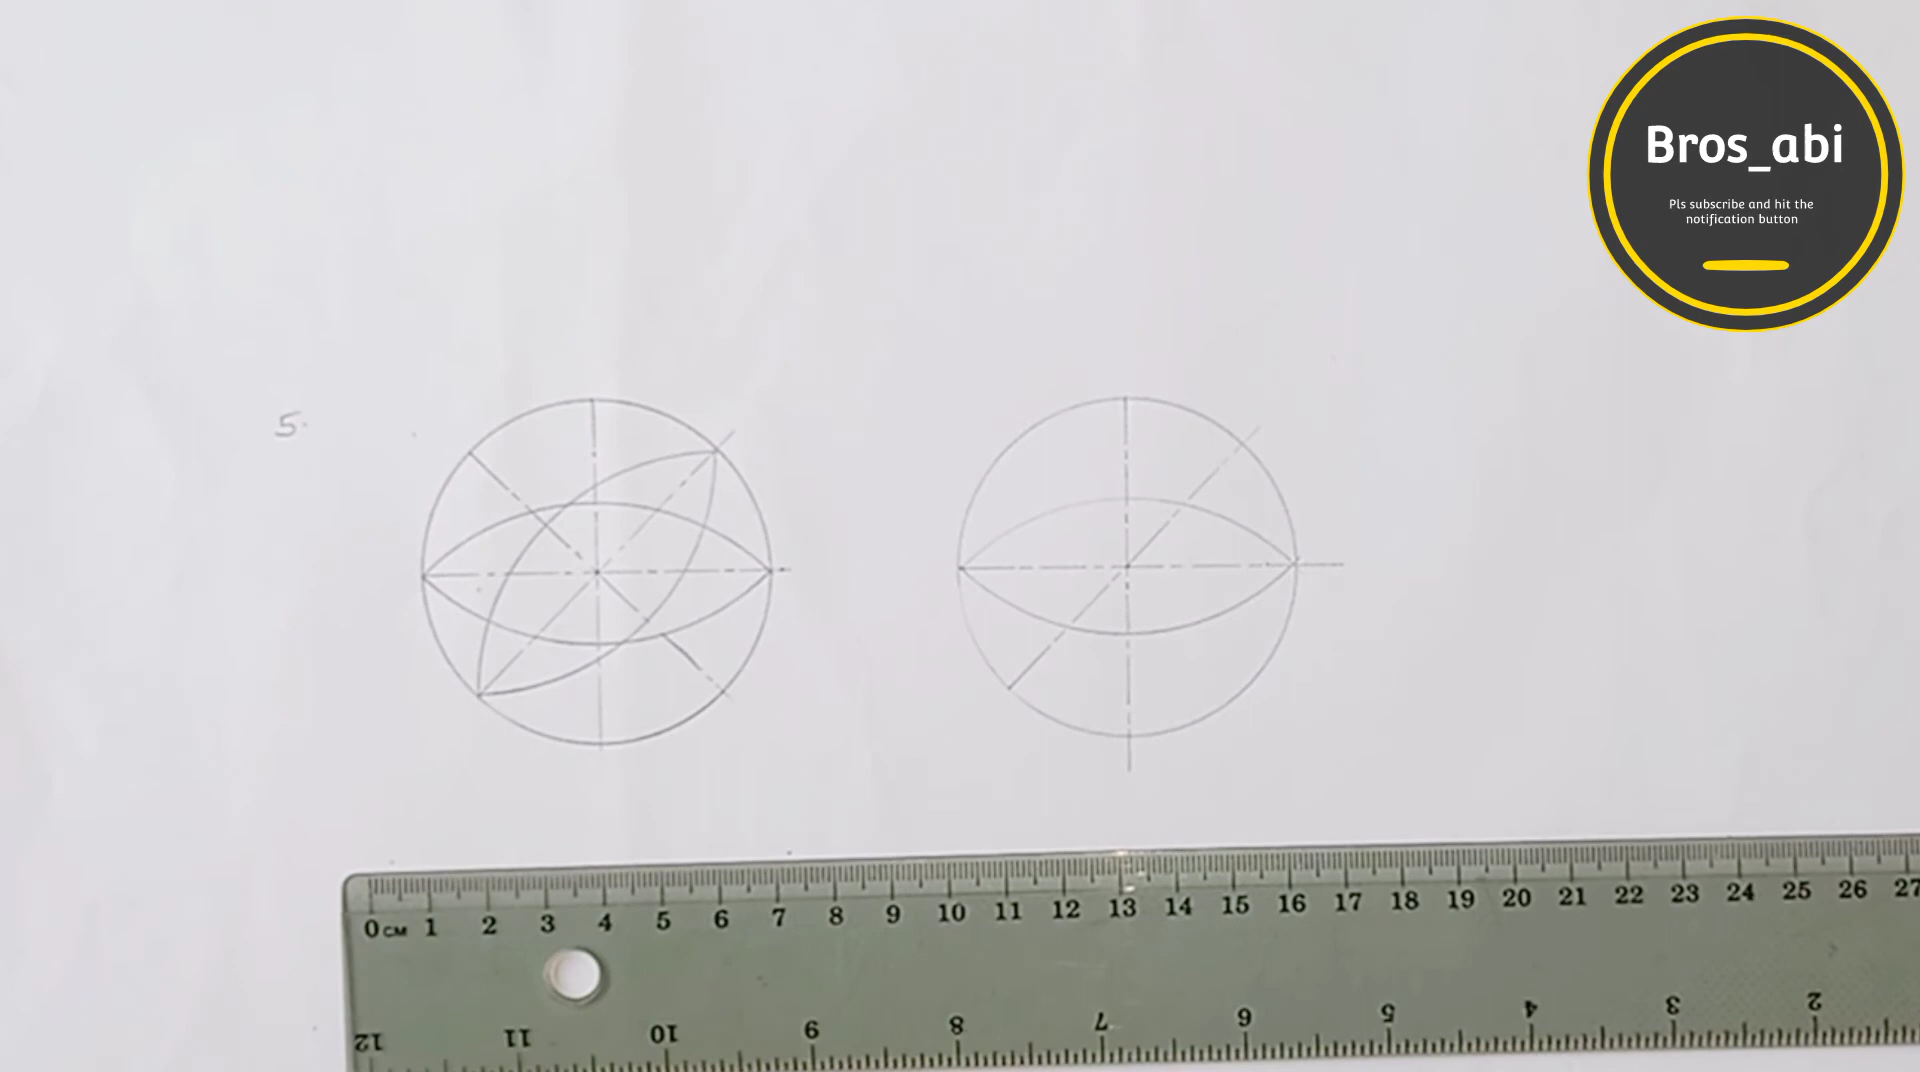 Bros_abi
Pls subscribe and hit the
notification button
5.
0 CM 1 2 3 4 5 6 7 8 9 10 11 12 13 14 15 16 17 18 19 20 21 22 23 24 25 26 27
12 11 10 9 8 7 6 5 4 3 2